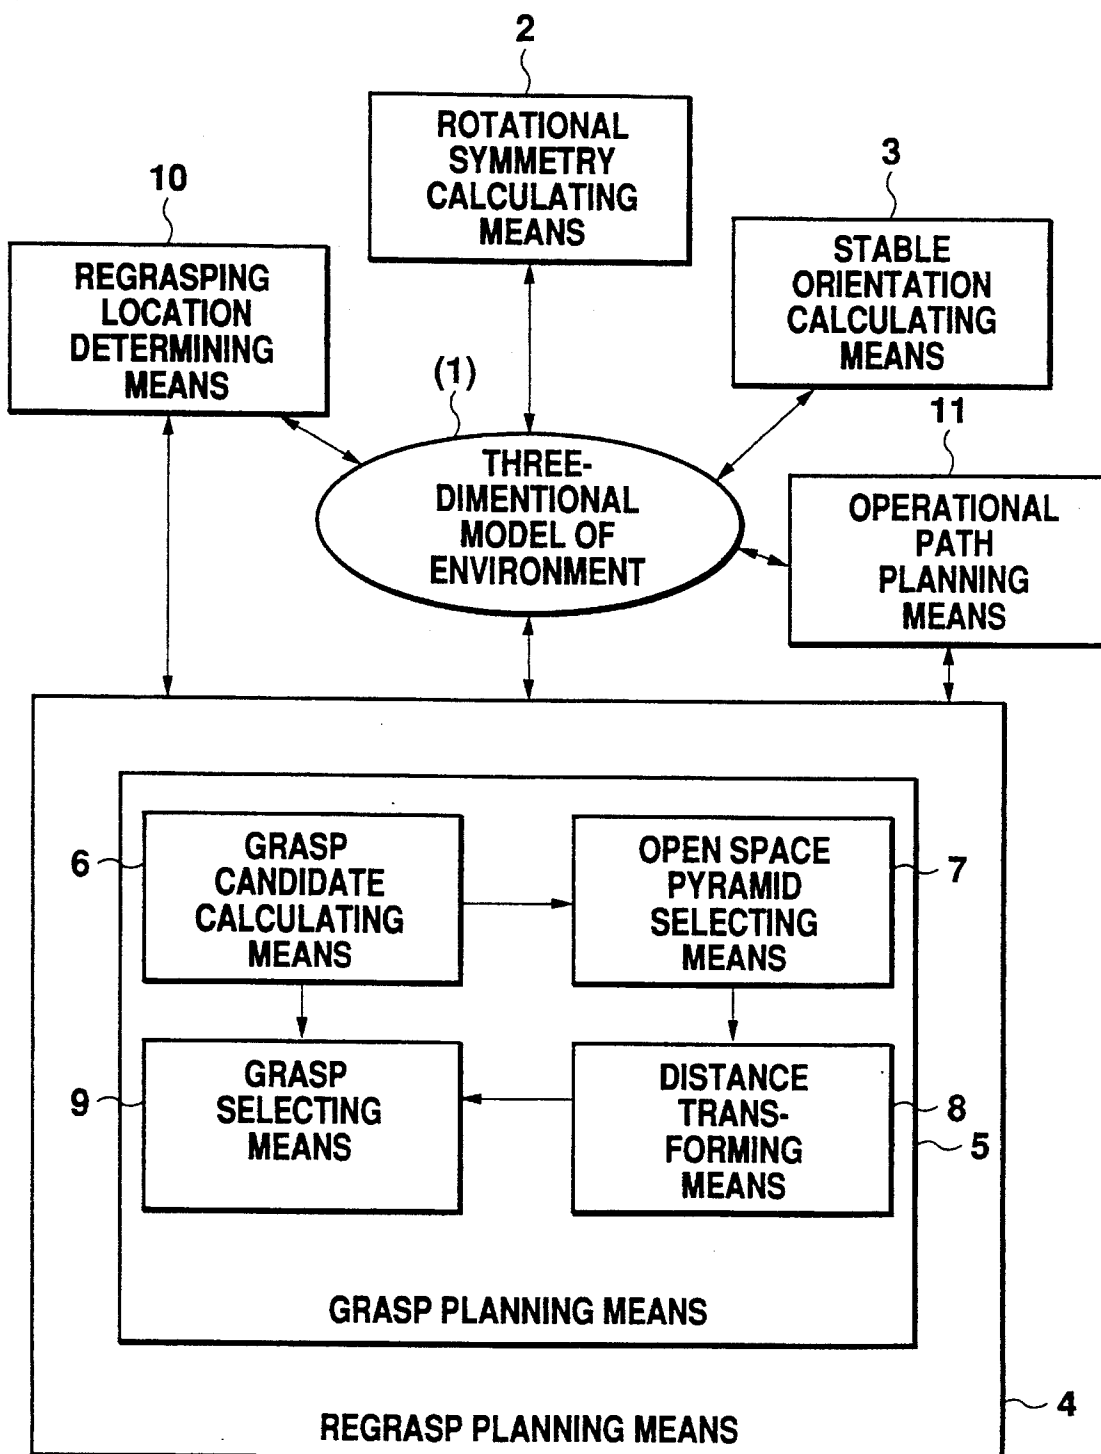 2
ROTATIONAL
SYMMETRY
CALCULATING
MEANS
3
STABLE
ORIENTATION
CALCULATING
MEANS
10
REGRASPING
LOCATION
DETERMINING
MEANS
(1)
THREE-
DIMENTIONAL
MODEL OF
ENVIRONMENT
11
OPERATIONAL
PATH
PLANNING
MEANS
6
GRASP
CANDIDATE
CALCULATING
MEANS
OPEN SPACE
PYRAMID
SELECTING
MEANS
7
9
GRASP
SELECTING
MEANS
DISTANCE
TRANS-
FORMING
MEANS
8
5
GRASP PLANNING MEANS
4
REGRASP PLANNING MEANS